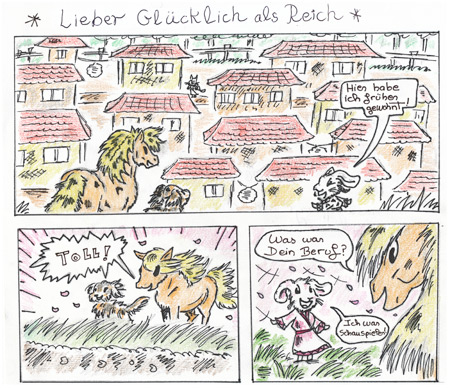 * Lieber Glücklich als Reich *
Hier habe
ich früher
gewohnt!
TOLL!
Was war
Dein Beruf?
Ich war
Schauspieler!